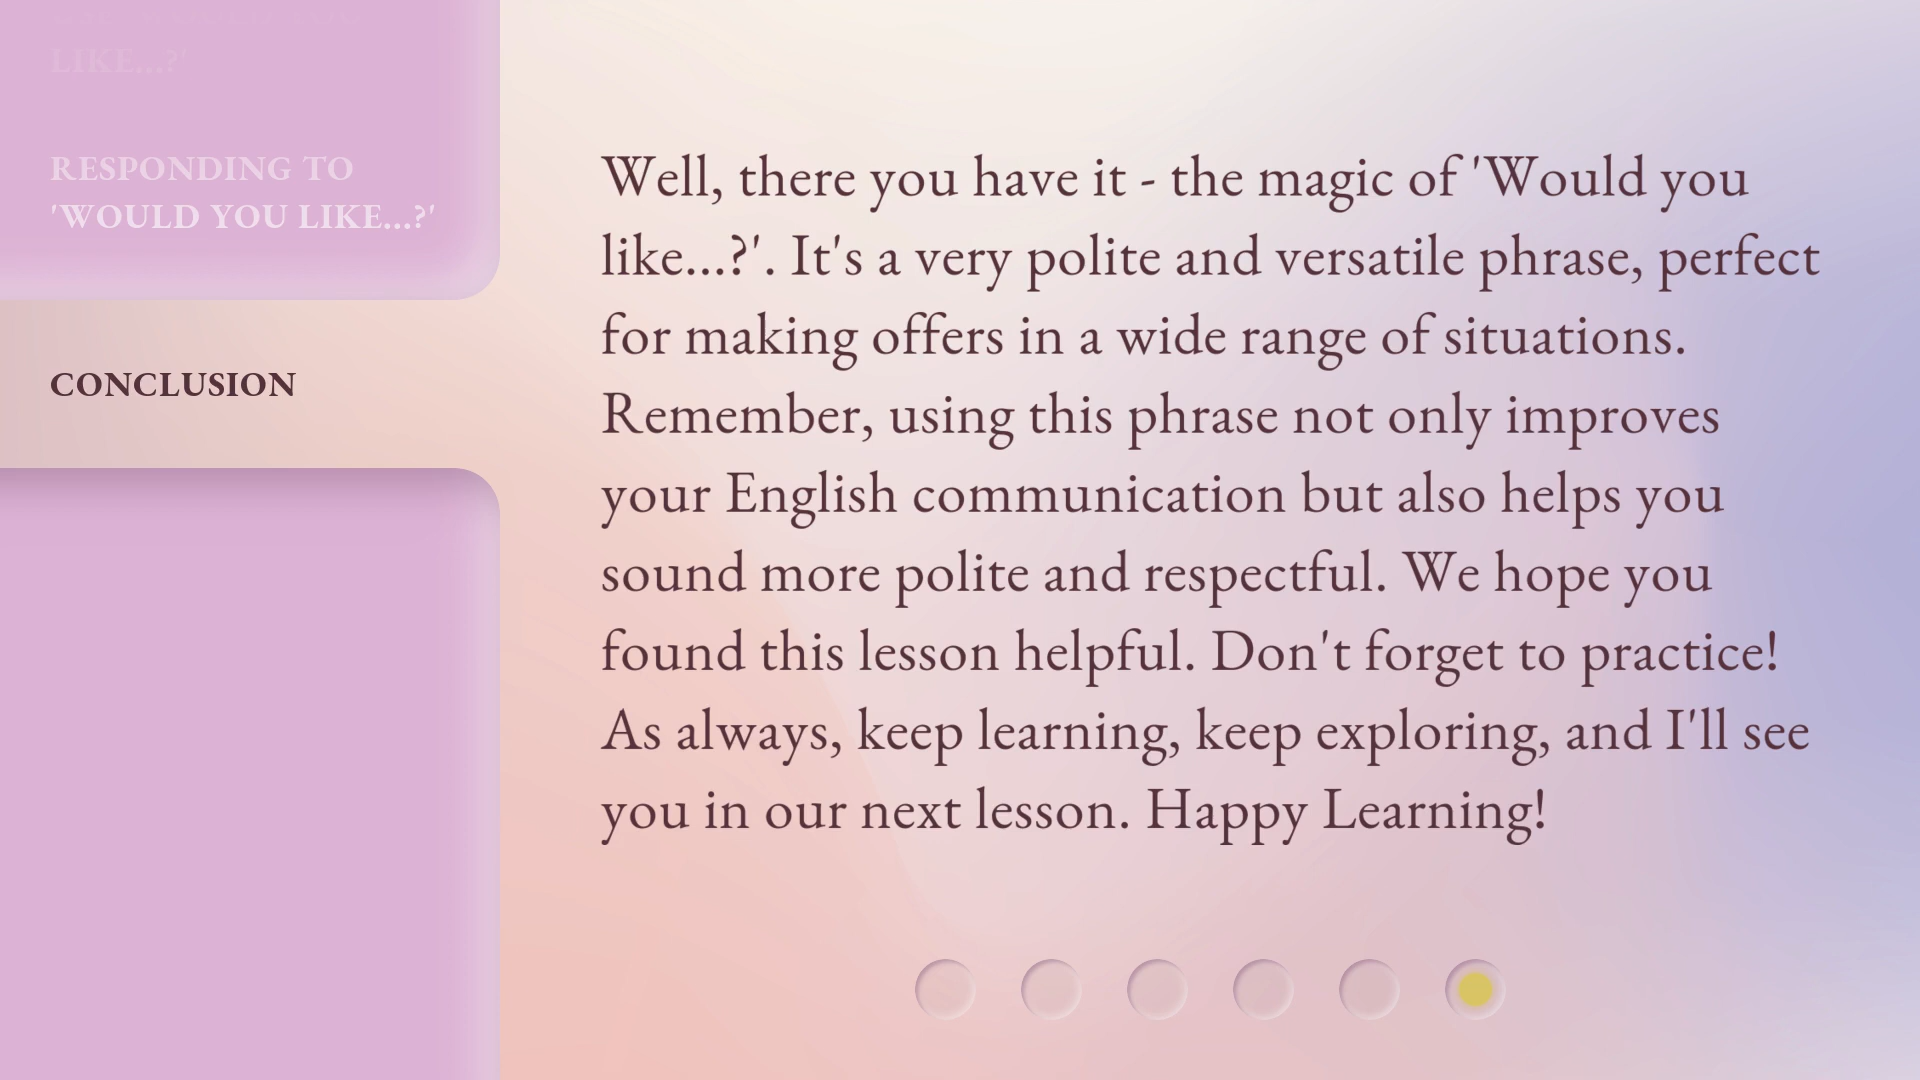 LIKE...?'
RESPONDING TO
'WOULD YOU LIKE...?'
CONCLUSION
Well, there you have it - the magic of 'Would you
like...?'. It's a very polite and versatile phrase, perfect
for making offers in a wide range of situations.
Remember, using this phrase not only improves
your English communication but also helps you
sound more polite and respectful. We hope you
found this lesson helpful. Don't forget to practice!
As always, keep learning, keep exploring, and I'll see
you in our next lesson. Happy Learning!